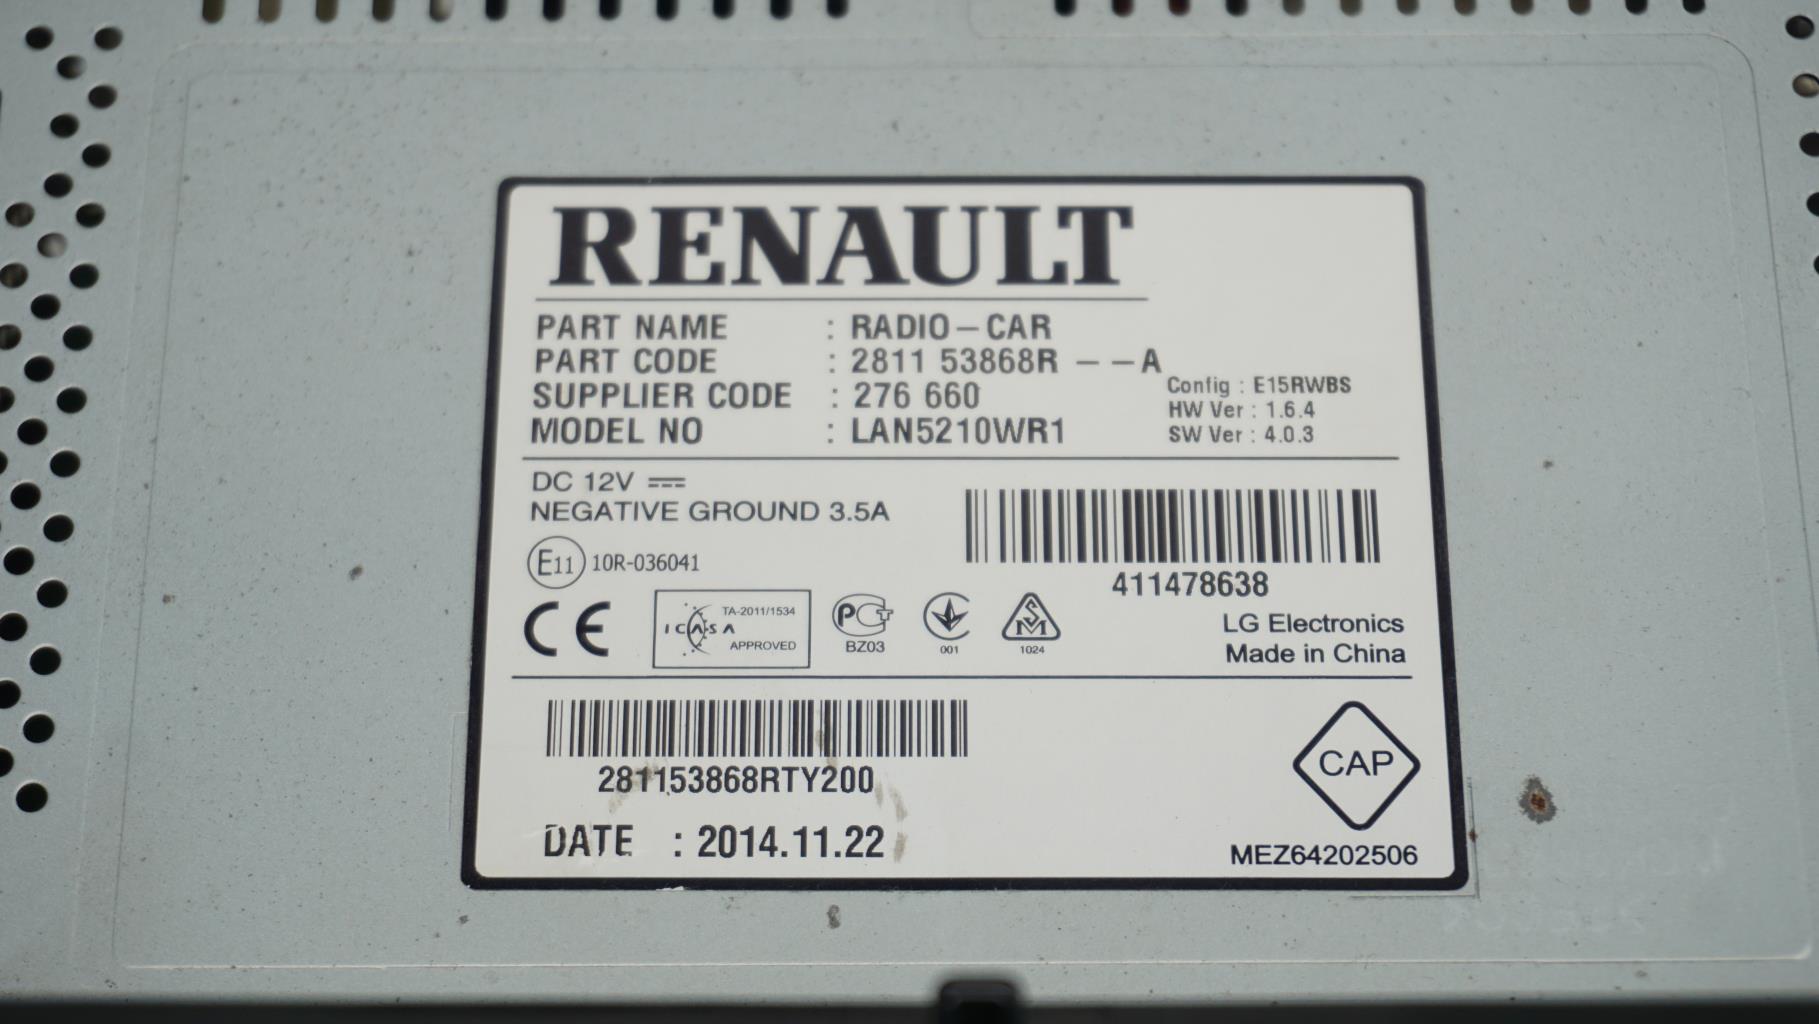 RENAULT
PART NAME : RADIO-CAR
PART CODE : 2811 53868R --A
SUPPLIER CODE : 276 660
MODEL NO : LAN5210WR1
Config : E15RWBS
HW Ver : 1.6.4
SW Ver : 4.0.3
DC 12V
NEGATIVE GROUND 3.5A
E11 10R-036041
411478638
LG Electronics
Made in China
CE
TA-2011/1534
ICASA
APPROVED
PCT
BZ03
001
SM
1024
281153868RTY200
DATE : 2014.11.22
CAP
MEZ64202506